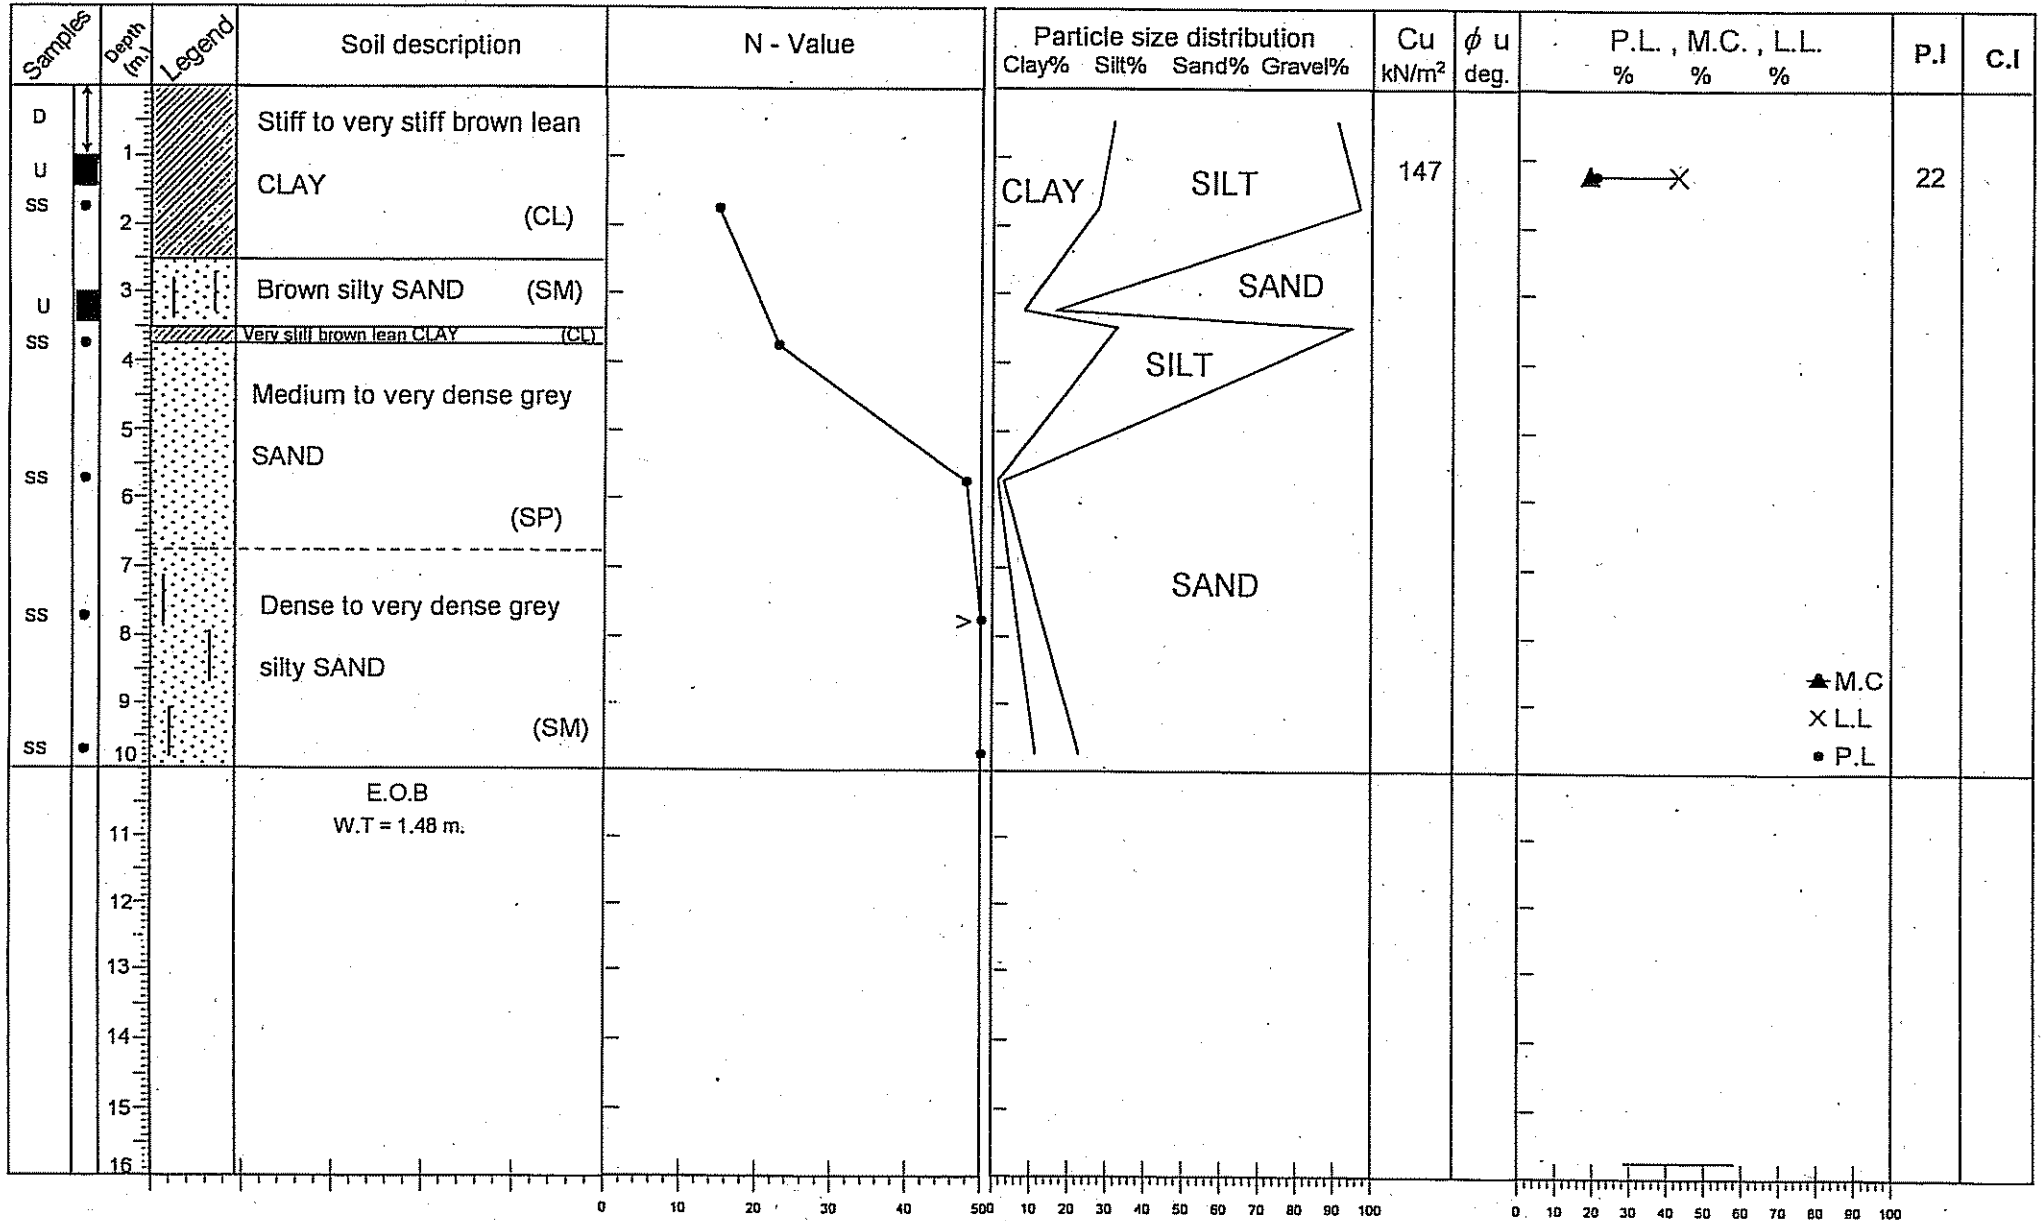 Samples
Depth (m.)
Legend
Soil description
N - Value
Particle size distribution
Clay% Silt% Sand% Gravel%
Cu
kN/m²
ϕ u
deg.
P.L. , M.C. , L.L.
% % %
P.I
C.I
D
U
SS
U
SS
SS
SS
SS
1
2
3
4
5
6
7
8
9
10
11
12
13
14
15
16
Stiff to very stiff brown lean
CLAY
(CL)
Brown silty SAND (SM)
Very stiff brown lean CLAY (CL)
Medium to very dense grey
SAND
(SP)
Dense to very dense grey
silty SAND
(SM)
E.O.B
W.T = 1.48 m.
>
CLAY
SILT
SAND
SILT
SAND
147
22
M.C
L.L
P.L
0 10 20 30 40 50
0 10 20 30 40 50 60 70 80 90 100
0 10 20 30 40 50 60 70 80 90 100